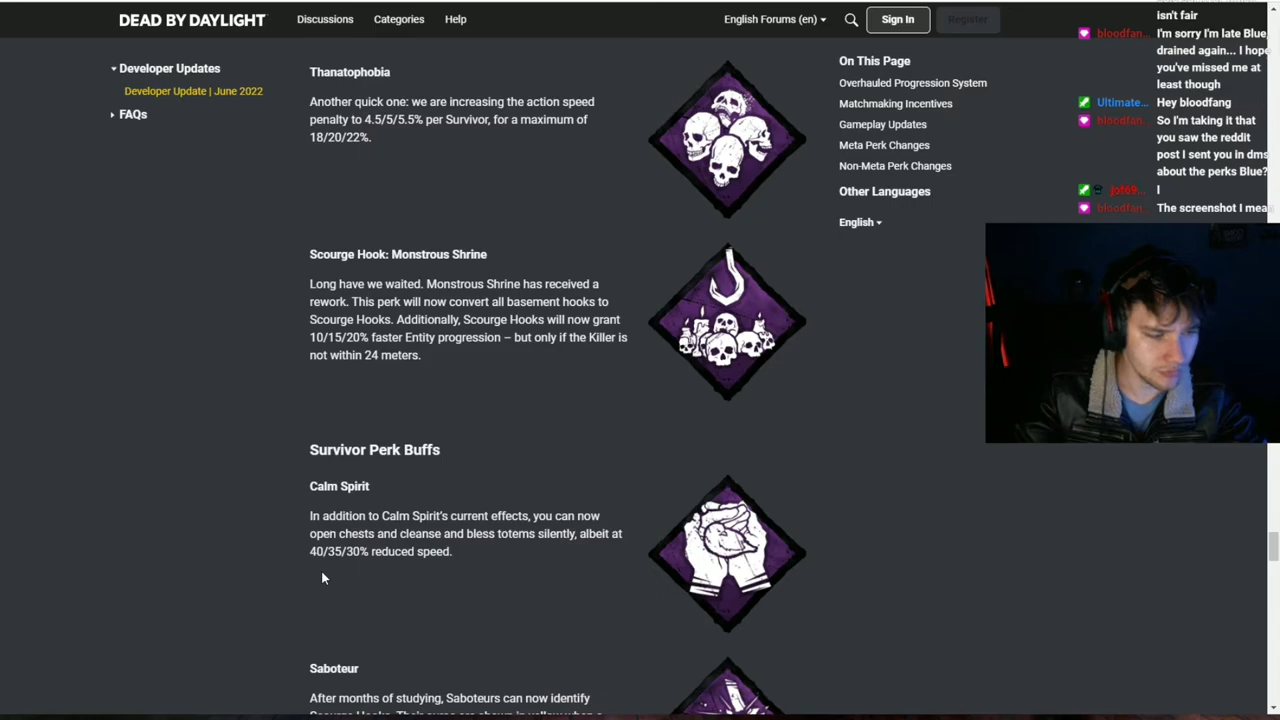 DEAD BY DAYLIGHT
Discussions
Categories
Help
English Forums (en)
Sign In
Register
Developer Updates
Developer Update | June 2022
FAQs
Thanatophobia
Another quick one: we are increasing the action speed
penalty to 4.5/5/5.5% per Survivor, for a maximum of
18/20/22%.
Scourge Hook: Monstrous Shrine
Long have we waited. Monstrous Shrine has received a
rework. This perk will now convert all basement hooks to
Scourge Hooks. Additionally, Scourge Hooks will now grant
10/15/20% faster Entity progression – but only if the Killer is
not within 24 meters.
Survivor Perk Buffs
Calm Spirit
In addition to Calm Spirit's current effects, you can now
open chests and cleanse and bless totems silently, albeit at
40/35/30% reduced speed.
Saboteur
After months of studying, Saboteurs can now identify
On This Page
Overhauled Progression System
Matchmaking Incentives
Gameplay Updates
Meta Perk Changes
Non-Meta Perk Changes
Other Languages
English
isn't fair
bloodfan... I'm sorry I'm late Blue,
drained again... I hope
you've missed me at
least though
Ultimate... Hey bloodfang
bloodfan... So I'm taking it that
you saw the reddit
post I sent you in dms
about the perks Blue?
jof69... I
bloodfan... The screenshot I mean